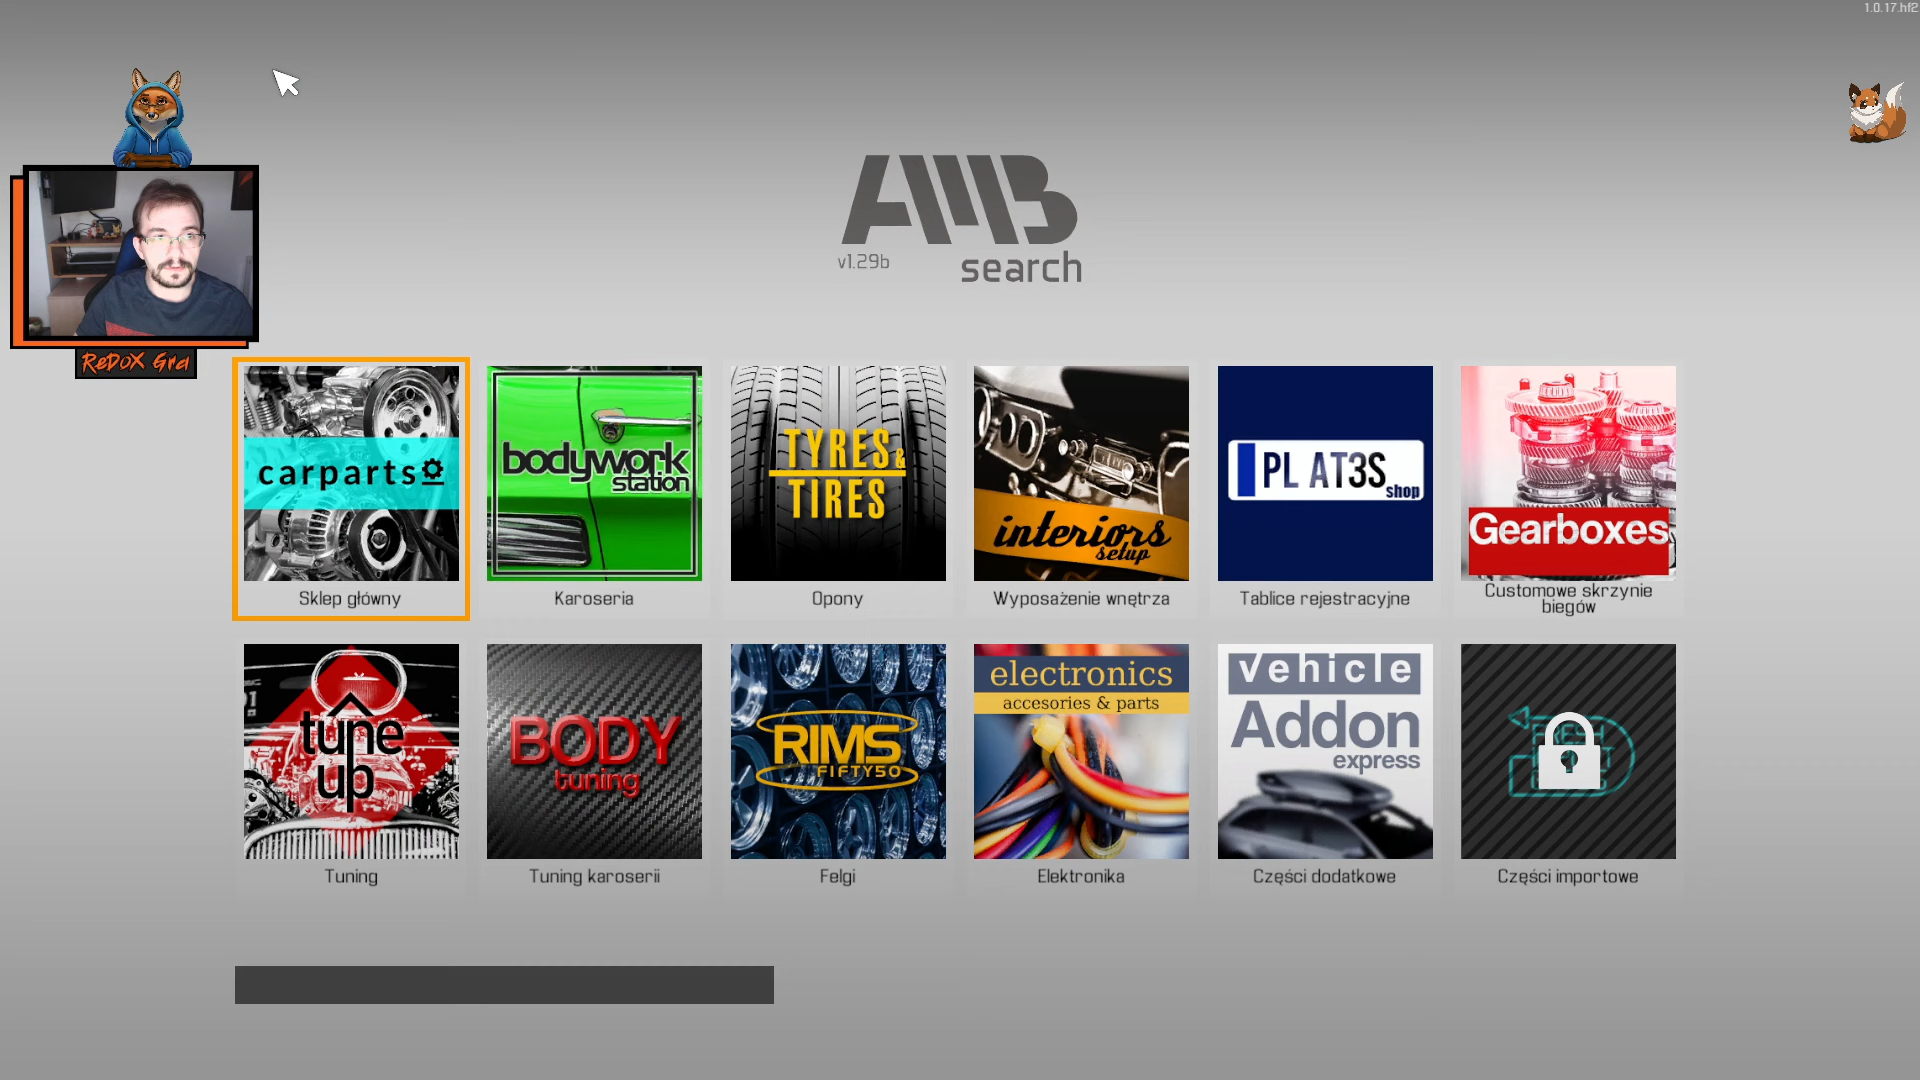 1.0.17.hf2
AMB
v1.29b
search
ReDoX Gra
carparts
Sklep główny
bodywork
station
Karoseria
TYRES &
TIRES
Opony
interiors
setup
Wyposażenie wnętrza
PL AT3S
shop
Tablice rejestracyjne
Gearboxes
Customowe skrzynie
biegów
tune
up
Tuning
BODY
tuning
Tuning karoserii
RIMS
FIFTY50
Felgi
electronics
accesories & parts
Elektronika
vehicle
Addon
express
Części dodatkowe
Części importowe